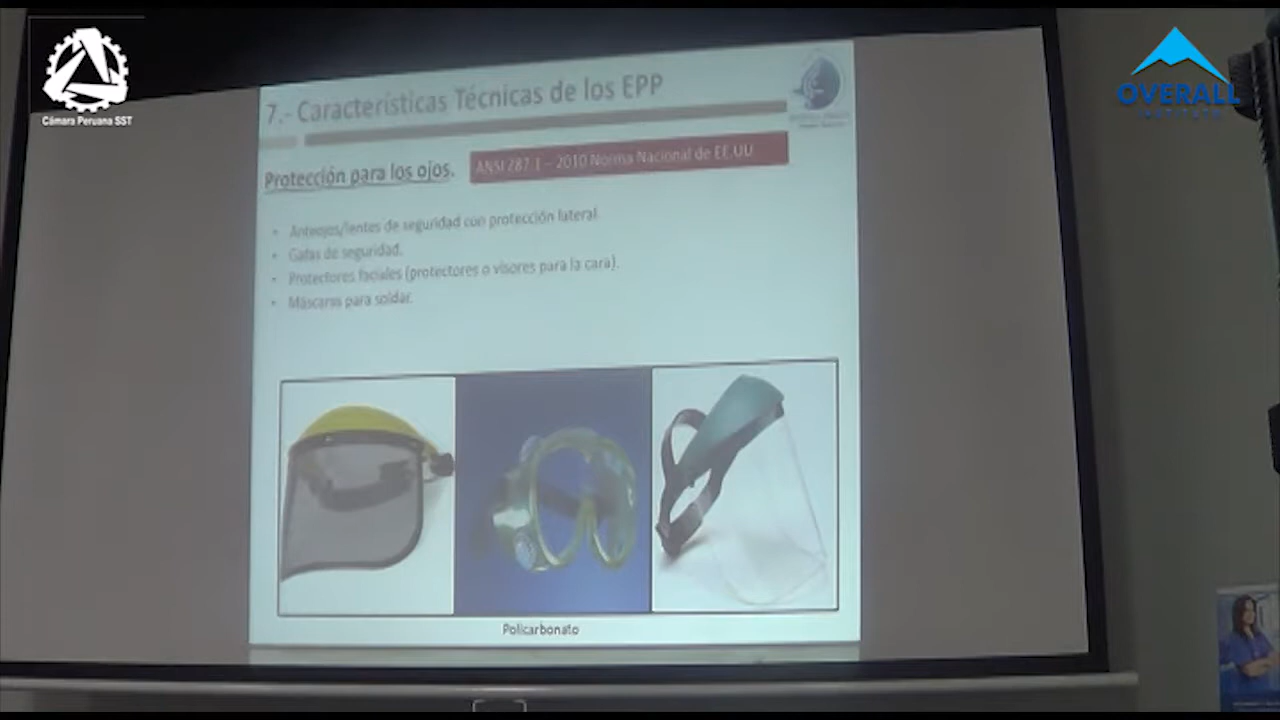 Cámara Peruana SST
OVERALL
INSTITUTO
7.- Características Técnicas de los EPP
Protección para los ojos.
ANSI Z87.1 – 2010 Norma Nacional de EE.UU
• Anteojos/lentes de seguridad con protección lateral.
• Gafas de seguridad.
• Protectores faciales (protectores o visores para la cara).
• Máscaras para soldar.
Policarbonato